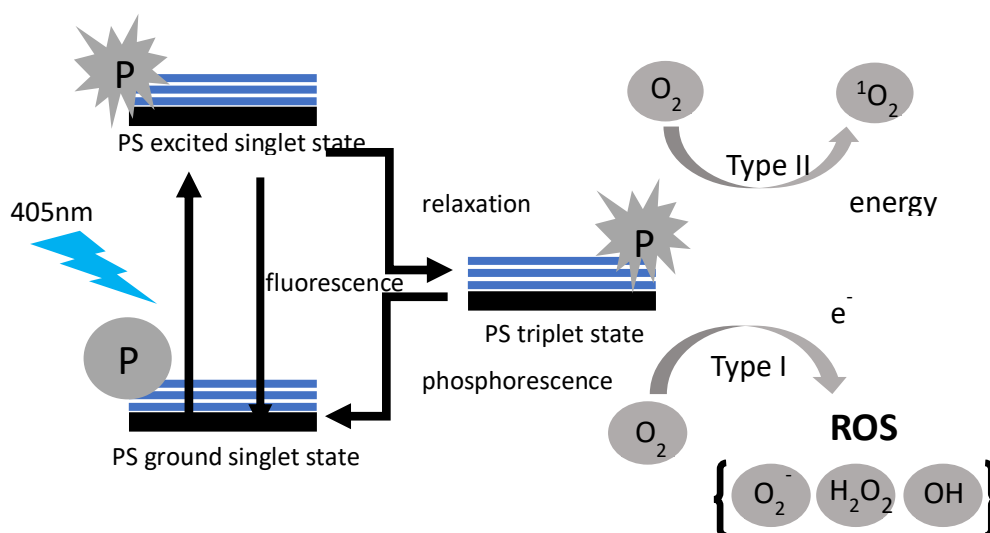 P
PS excited singlet state
405nm
fluorescence
P
PS ground singlet state
relaxation
P
PS triplet state
phosphorescence
O₂
¹O₂
Type II
energy
e⁻
Type I
O₂
ROS
{ O₂⁻ H₂O₂ OH }